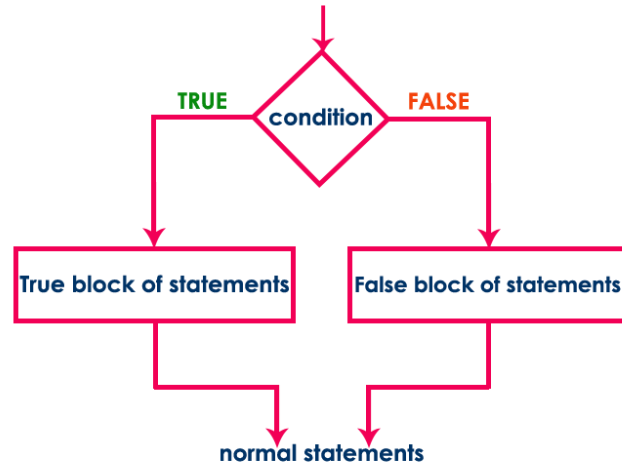 TRUE
FALSE
condition
True block of statements
False block of statements
normal statements